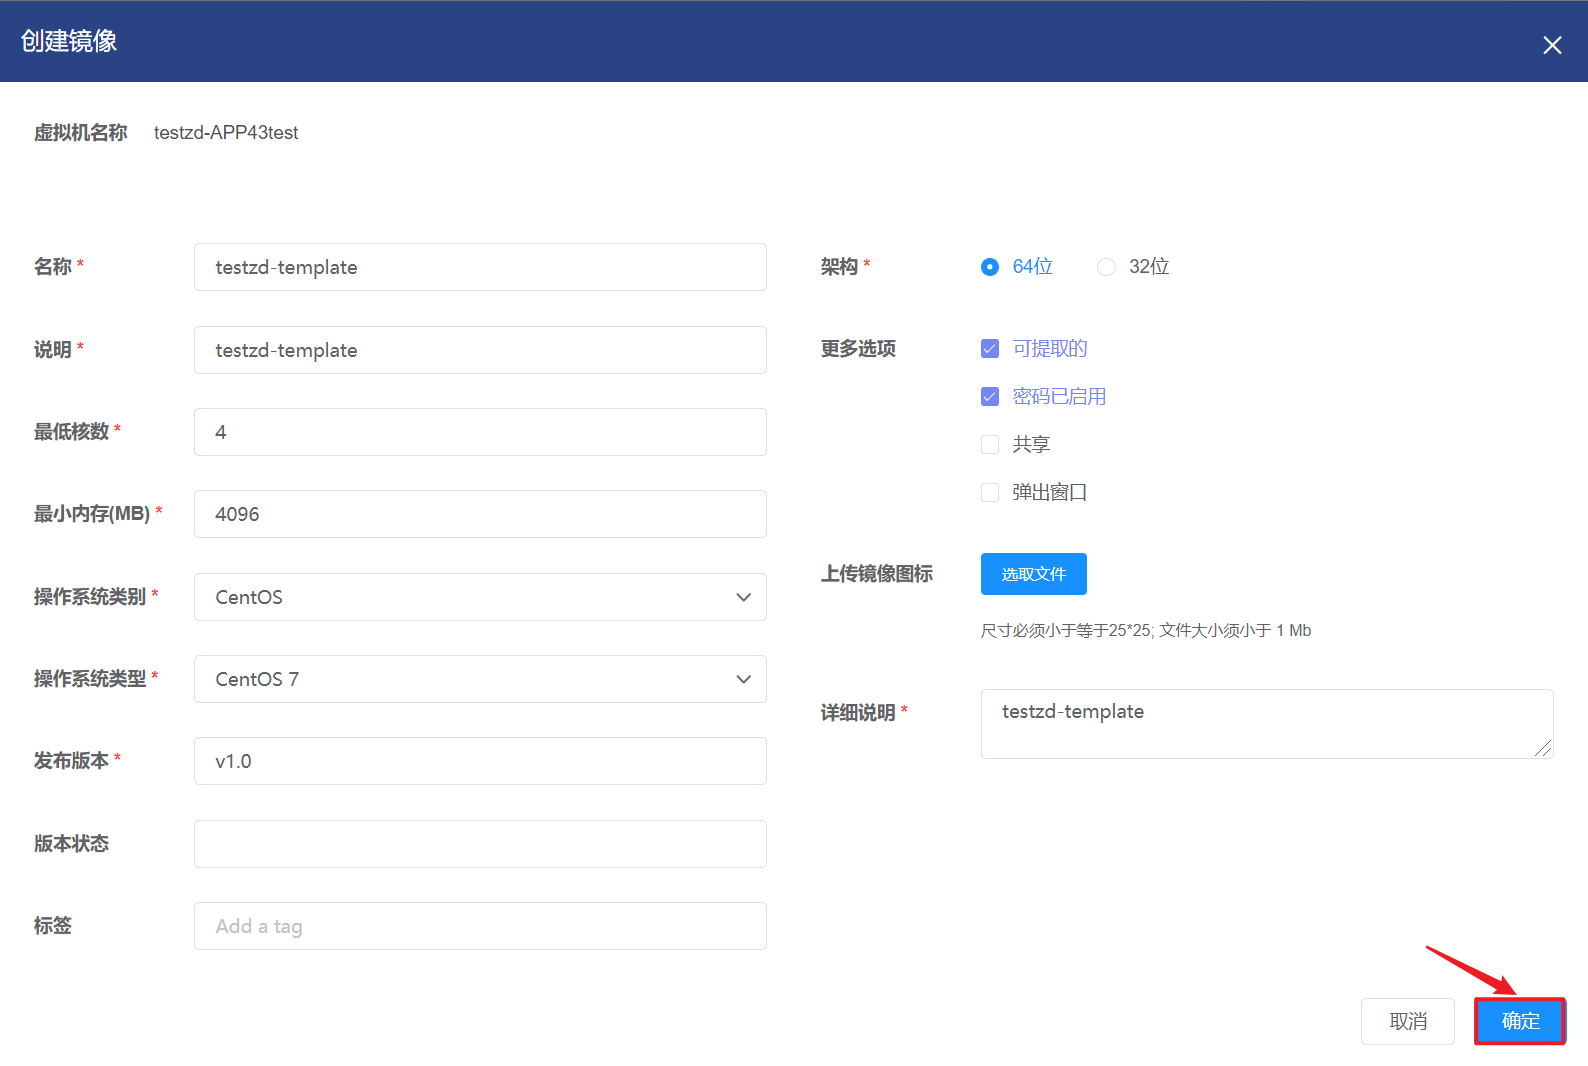 创建镜像
虚拟机名称 testzd-APP43test
名称 * testzd-template
说明 * testzd-template
最低核数 * 4
最小内存(MB) * 4096
操作系统类别 * CentOS
操作系统类型 * CentOS 7
发布版本 * v1.0
版本状态
标签 Add a tag
架构 * 64位 32位
更多选项 可提取的
密码已启用
共享
弹出窗口
上传镜像图标 选取文件
尺寸必须小于等于25*25; 文件大小须小于 1 Mb
详细说明 * testzd-template
取消 确定